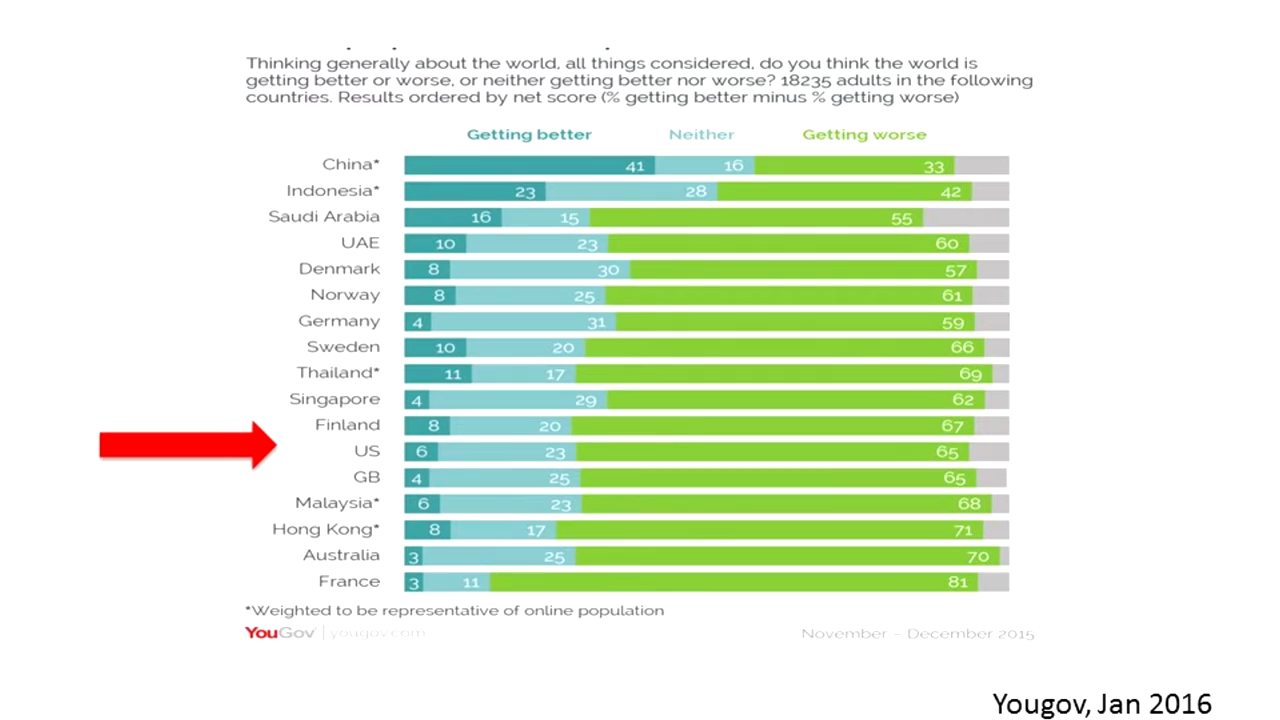 Thinking generally about the world, all things considered, do you think the world is
getting better or worse, or neither getting better nor worse? 18235 adults in the following
countries. Results ordered by net score (% getting better minus % getting worse)
Getting better Neither Getting worse
China* 41 16 33
Indonesia* 23 28 42
Saudi Arabia 16 15 55
UAE 10 23 60
Denmark 8 30 57
Norway 8 25 61
Germany 4 31 59
Sweden 10 20 66
Thailand* 11 17 69
Singapore 4 29 62
Finland 8 20 67
US 6 23 65
GB 4 25 65
Malaysia* 6 23 68
Hong Kong* 8 17 71
Australia 3 25 70
France 3 11 81
*Weighted to be representative of online population
YouGov | yougov.com November – December 2015
Yougov, Jan 2016